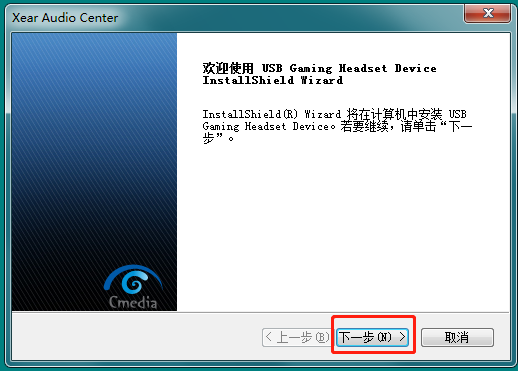 Xear Audio Center
欢迎使用 USB Gaming Headset Device
InstallShield Wizard
InstallShield(R) Wizard 将在计算机中安装 USB
Gaming Headset Device。若要继续，请单击“下一
步”。
Cmedia
< 上一步(B)
下一步(N) >
取消